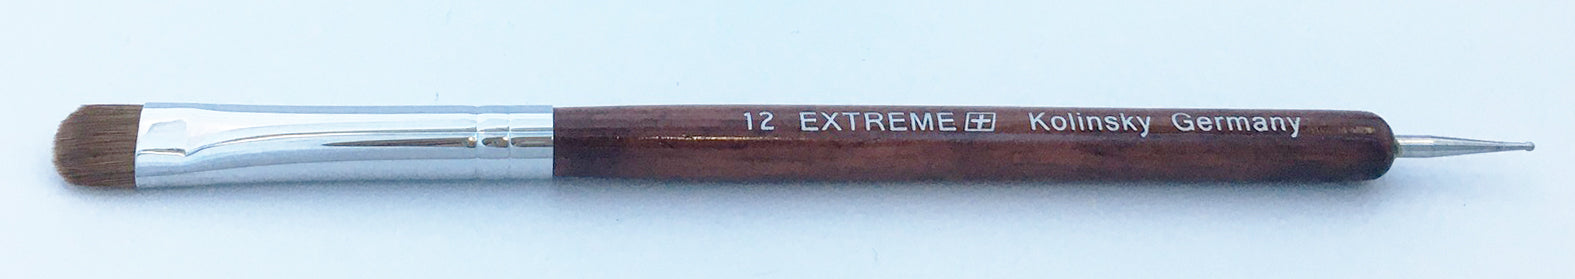 12 EXTREME+ Kolinsky Germany